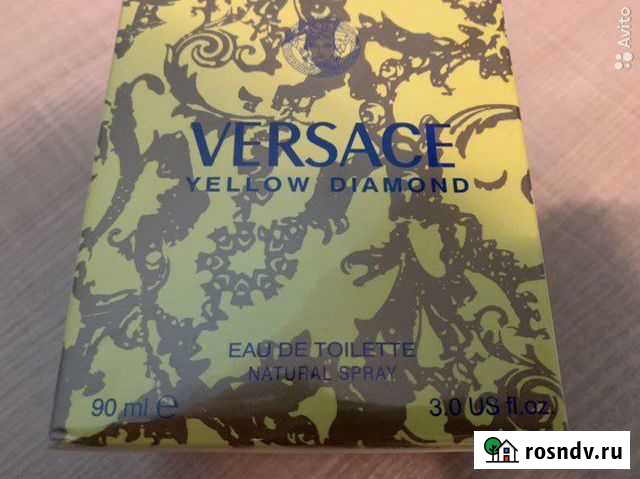 Avito
VERSACE
YELLOW DIAMOND
EAU DE TOILETTE
NATURAL SPRAY
90 ml e 3.0 US fl.oz.
rosndv.ru